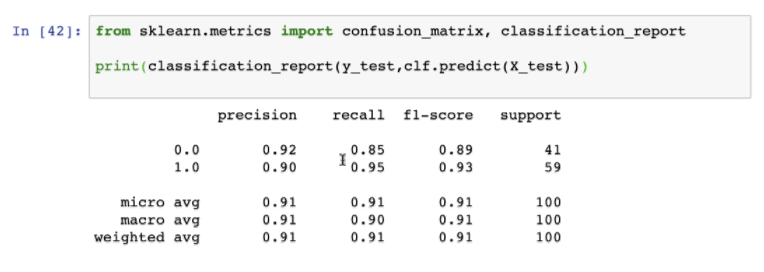 In [42]: from sklearn.metrics import confusion_matrix, classification_report
print(classification_report(y_test,clf.predict(X_test)))
precision recall f1-score support
0.0 0.92 0.85 0.89 41
1.0 0.90 0.95 0.93 59
micro avg 0.91 0.91 0.91 100
macro avg 0.91 0.90 0.91 100
weighted avg 0.91 0.91 0.91 100